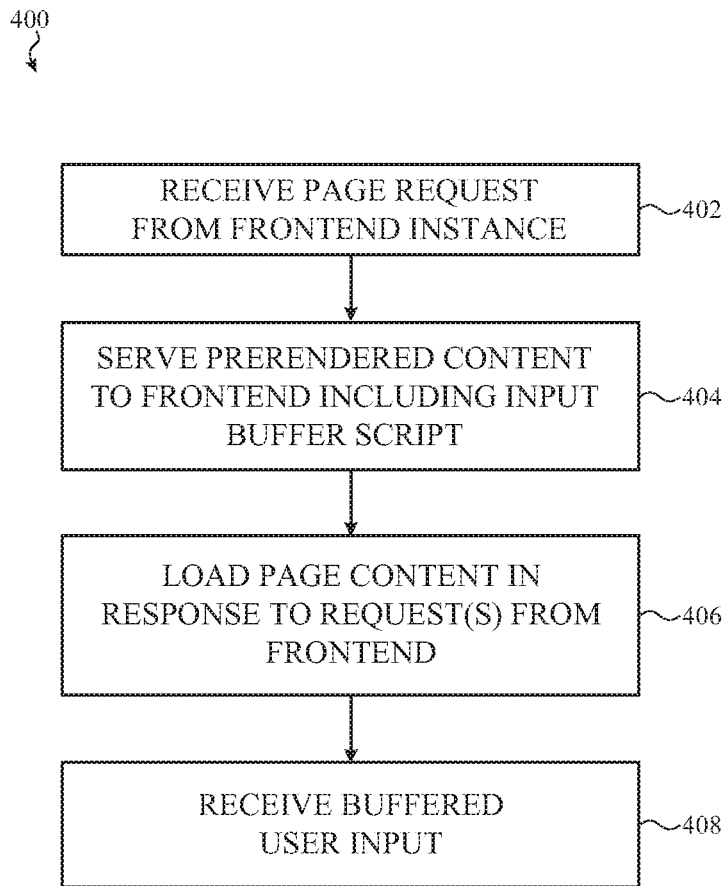 400
RECEIVE PAGE REQUEST
FROM FRONTEND INSTANCE
402
SERVE PRERENDERED CONTENT
TO FRONTEND INCLUDING INPUT
BUFFER SCRIPT
404
LOAD PAGE CONTENT IN
RESPONSE TO REQUEST(S) FROM
FRONTEND
406
RECEIVE BUFFERED
USER INPUT
408